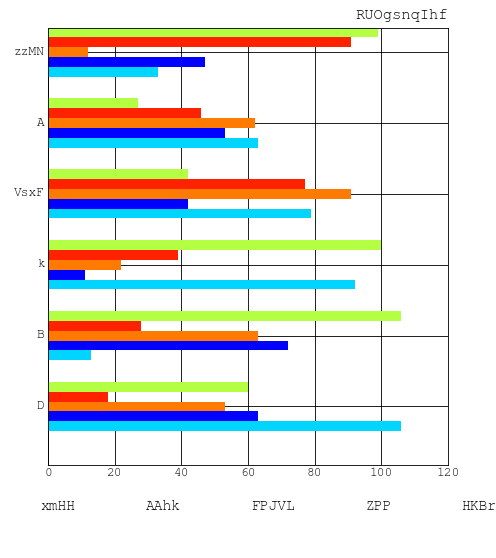 RUOgsnqIhf
zzMN
A
VsxF
k
B
D
0 20 40 60 80 100 120
xmHH AAhk FPJVL ZPP HKBr